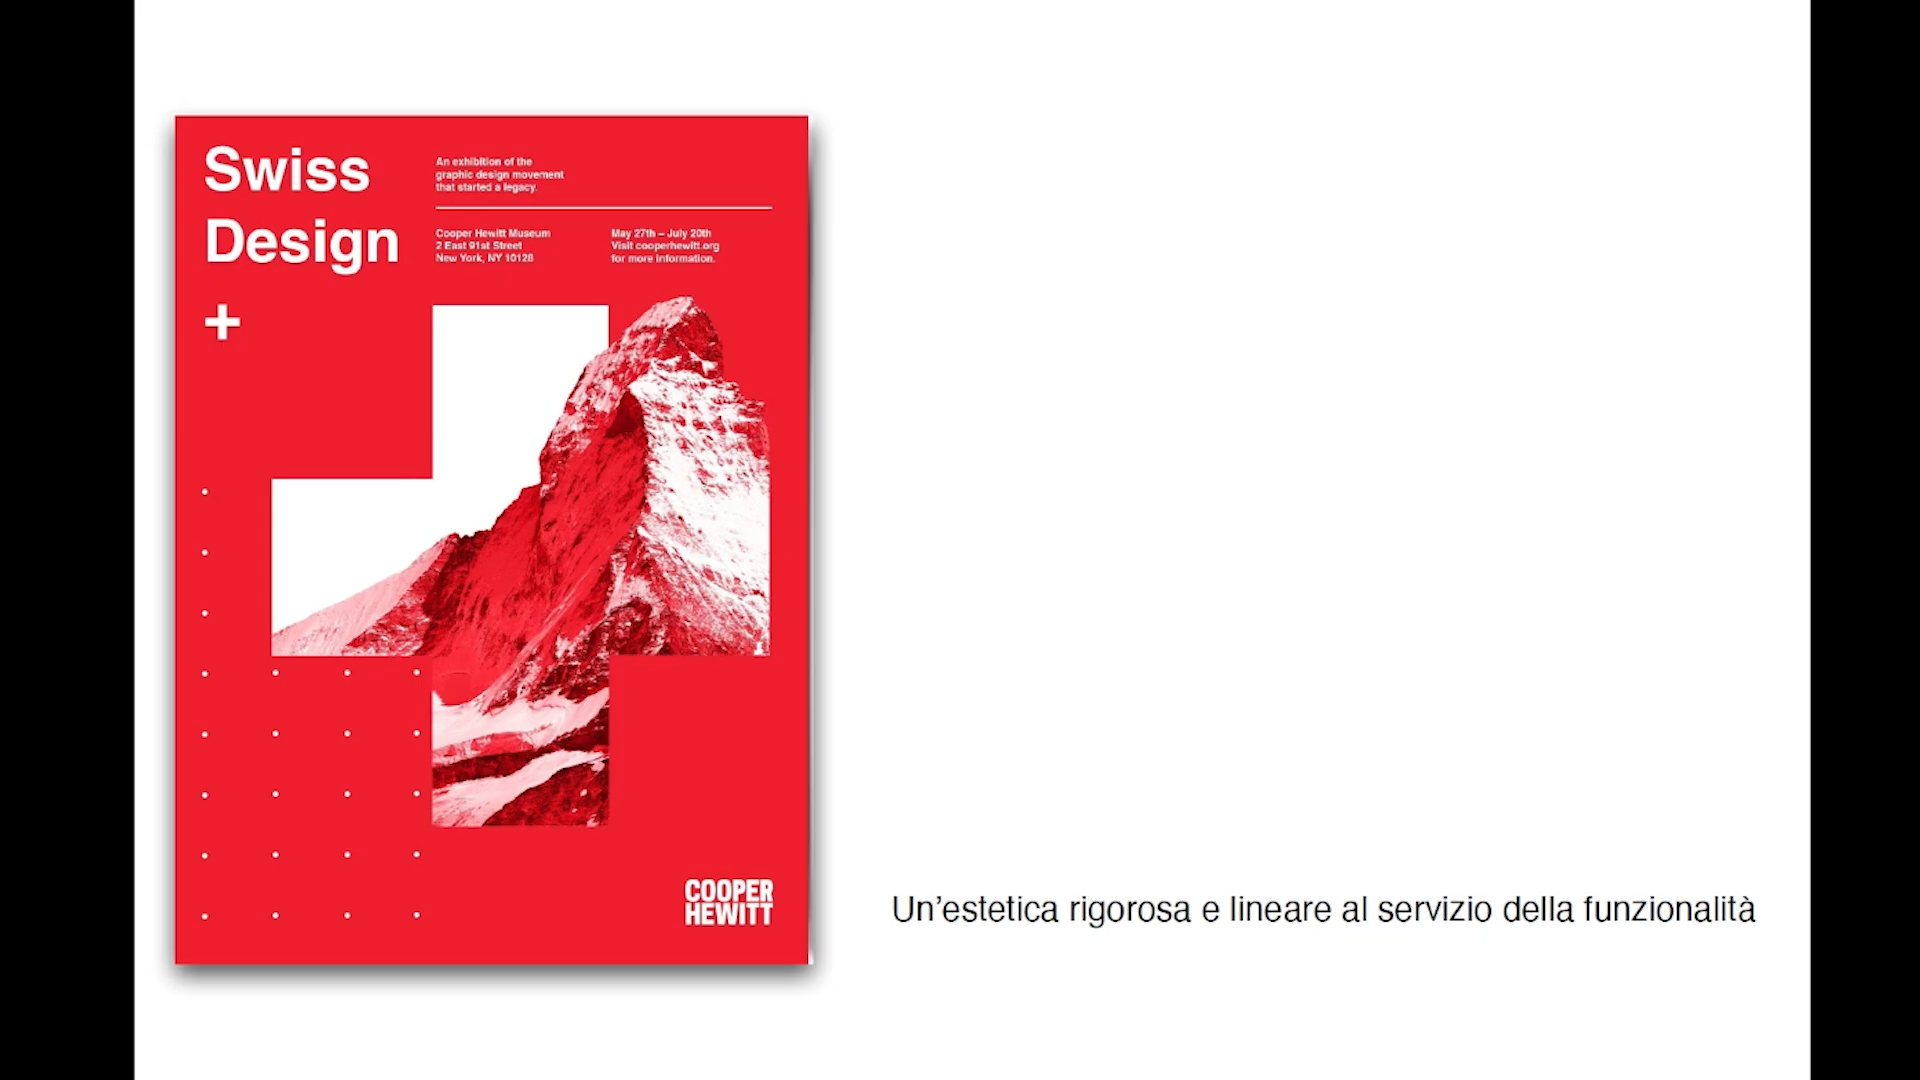 Swiss
Design
+
An exhibition of the
graphic design movement
that started a legacy.
Cooper Hewitt Museum
2 East 91st Street
New York, NY 10128
May 27th – July 20th
Visit cooperhewitt.org
for more information.
COOPER
HEWITT
Un’estetica rigorosa e lineare al servizio della funzionalità